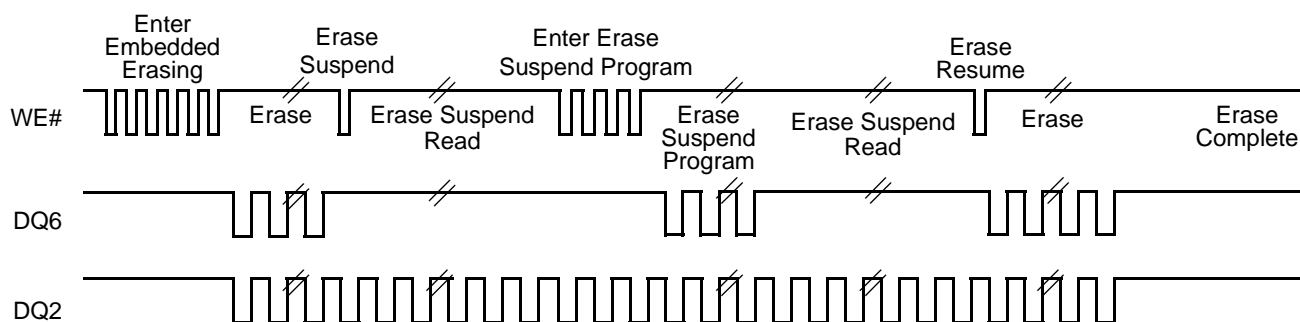 Enter
Embedded
Erasing
Erase
Suspend
Enter Erase
Suspend Program
Erase
Resume
WE#
Erase
Erase Suspend
Read
Erase
Suspend
Program
Erase Suspend
Read
Erase
Erase
Complete
DQ6
DQ2